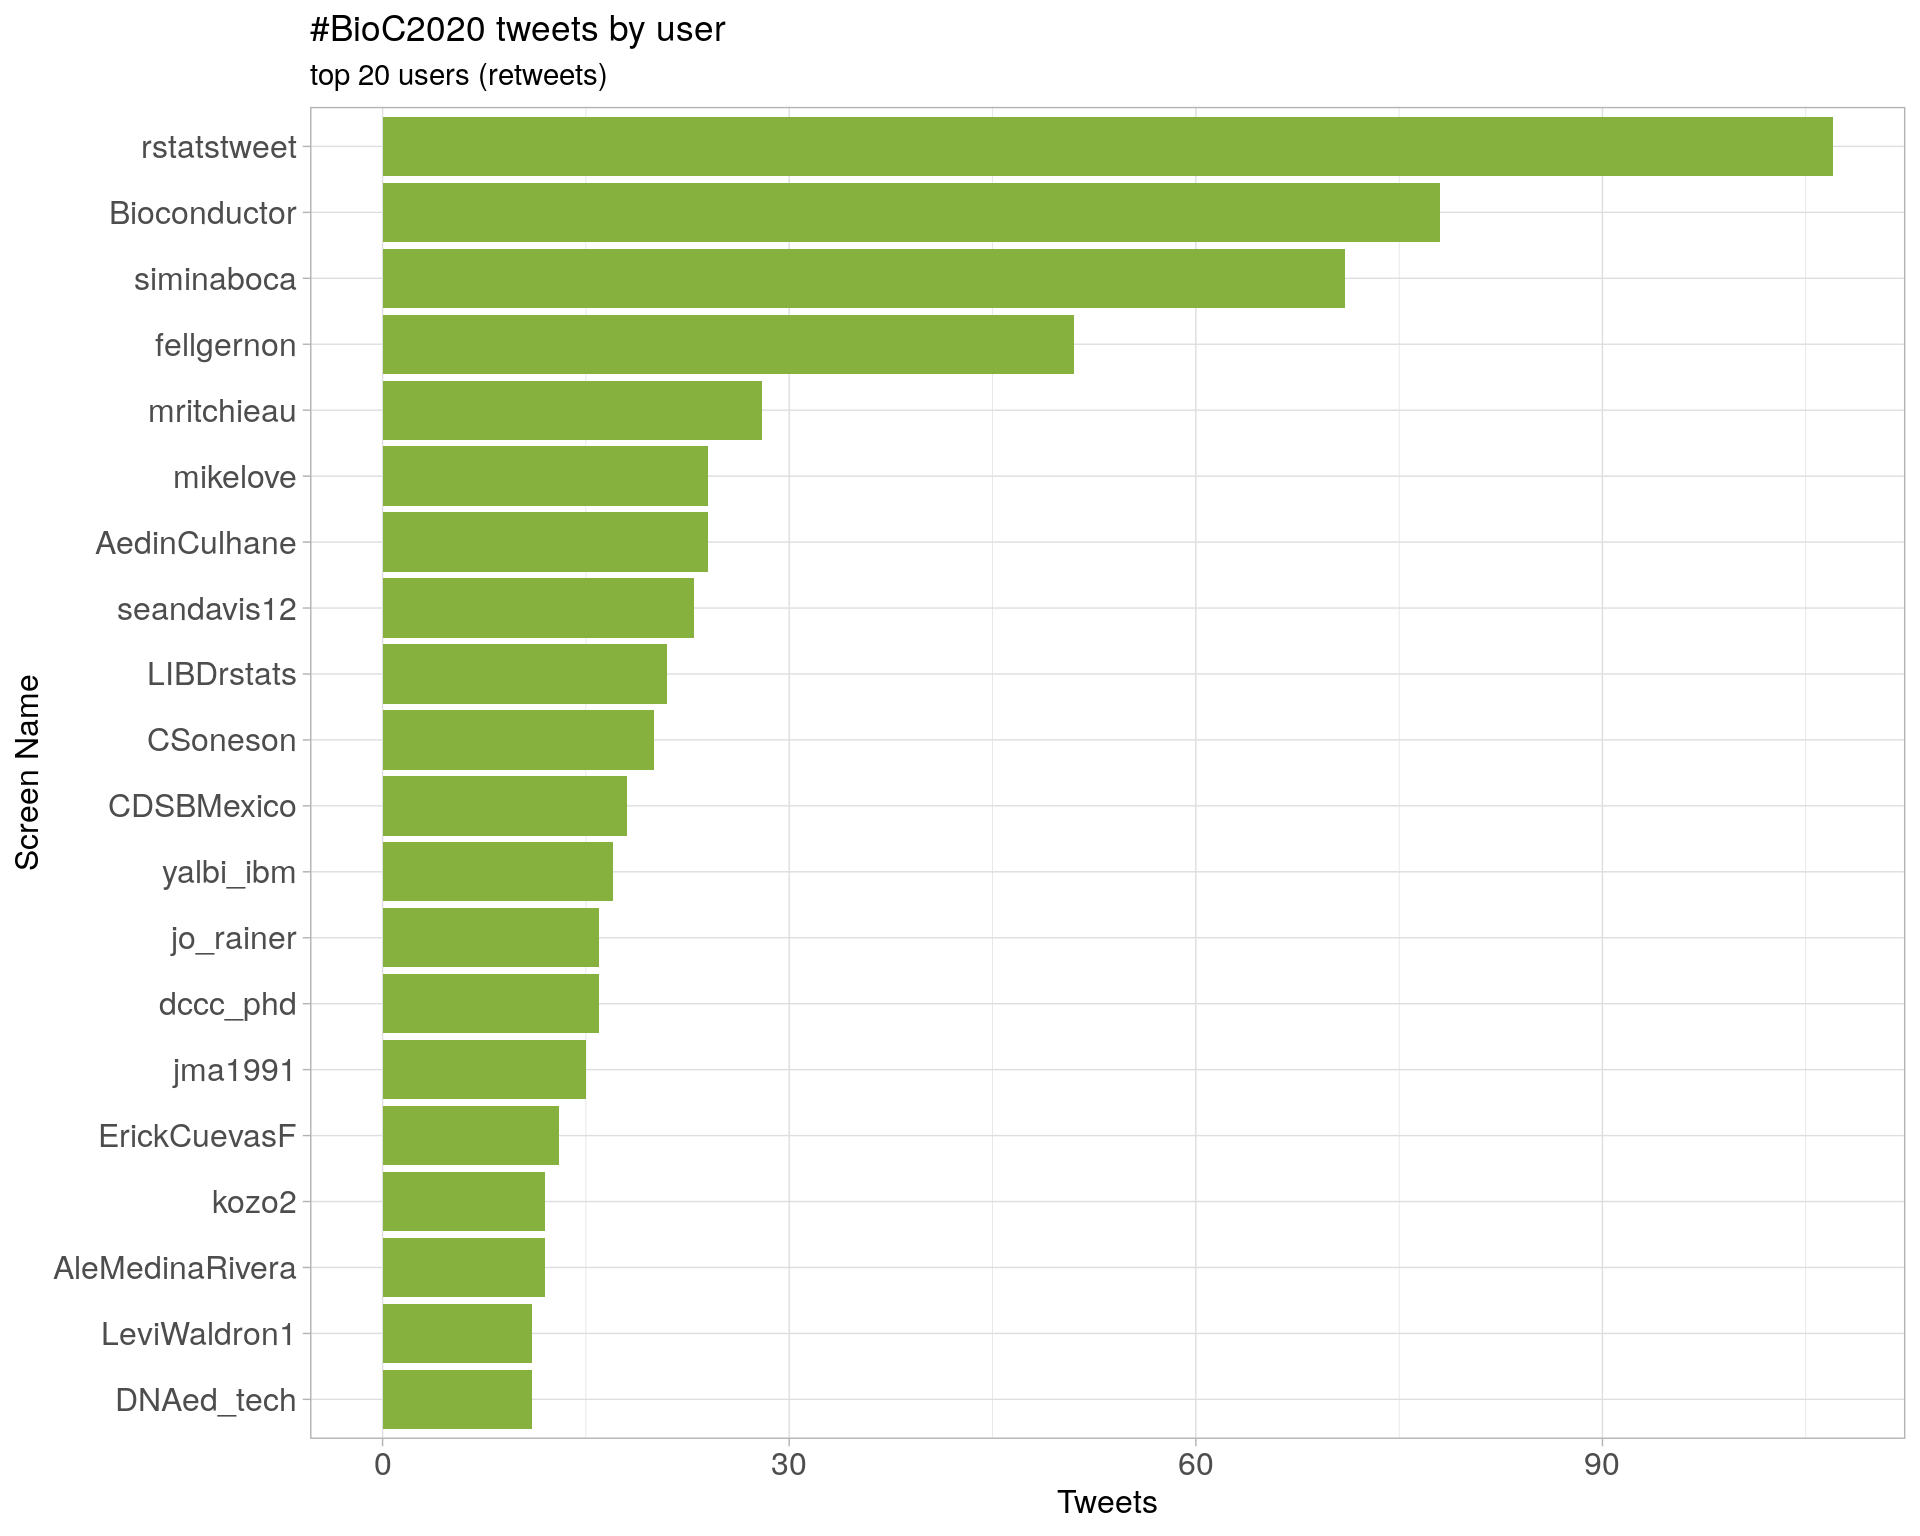 #BioC2020 tweets by user
top 20 users (retweets)
Screen Name
rstatstweet
Bioconductor
siminaboca
fellgernon
mritchieau
mikelove
AedinCulhane
seandavis12
LIBDrstats
CSoneson
CDSBMexico
yalbi_ibm
jo_rainer
dccc_phd
jma1991
ErickCuevasF
kozo2
AleMedinaRivera
LeviWaldron1
DNAed_tech
0 30 60 90
Tweets